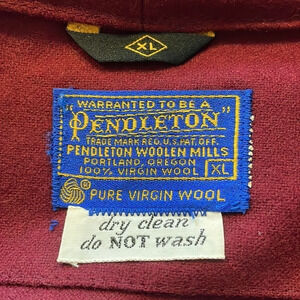 XL
"WARRANTED TO BE A
PENDLETON"
TRADE MARK REG. U.S. PAT. OFF.
PENDLETON WOOLEN MILLS
PORTLAND, OREGON
100% VIRGIN WOOL XL
PURE VIRGIN WOOL
dry clean
do NOT wash